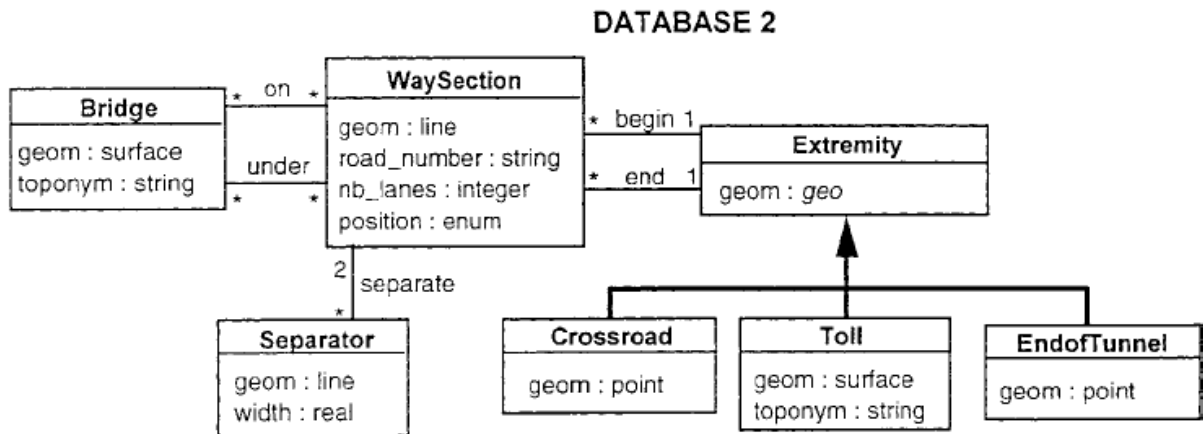 DATABASE 2
Bridge
geom : surface
toponym : string
* on *
under
* *
WaySection
geom : line
road_number : string
nb_lanes : integer
position : enum
* begin 1
* end 1
Extremity
geom : geo
2
separate
*
Separator
geom : line
width : real
Crossroad
geom : point
Toll
geom : surface
toponym : string
EndofTunnel
geom : point